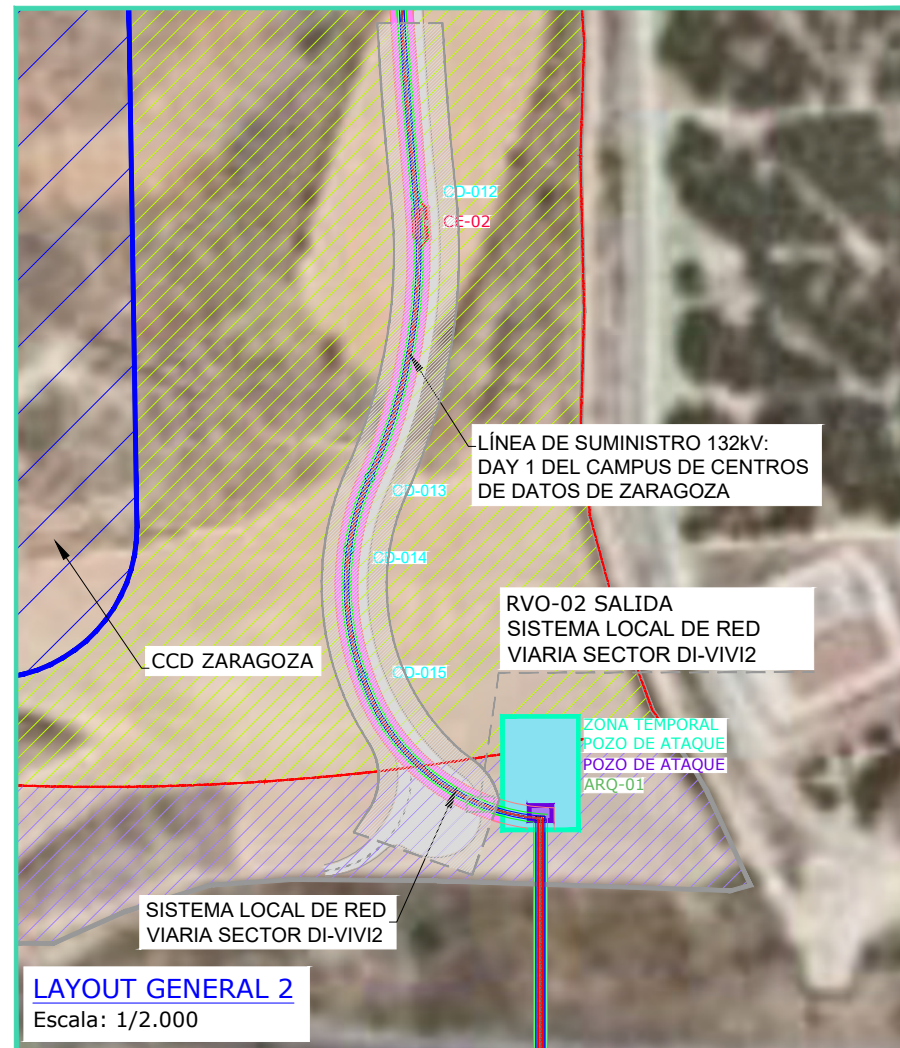 CD-012
CE-02
LÍNEA DE SUMINISTRO 132kV:
DAY 1 DEL CAMPUS DE CENTROS
DE DATOS DE ZARAGOZA
CD-013
CD-014
RVO-02 SALIDA
SISTEMA LOCAL DE RED
VIARIA SECTOR DI-VIVI2
CCD ZARAGOZA
CD-015
ZONA TEMPORAL
POZO DE ATAQUE
POZO DE ATAQUE
ARQ-01
SISTEMA LOCAL DE RED
VIARIA SECTOR DI-VIVI2
LAYOUT GENERAL 2
Escala: 1/2.000